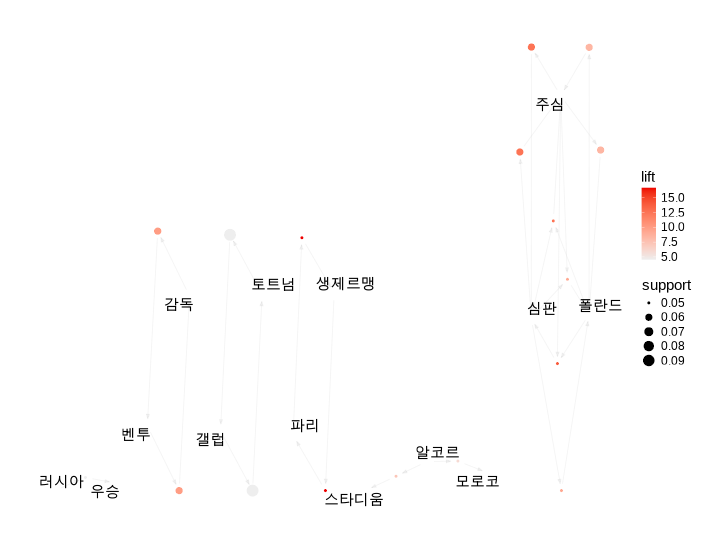 주심
lift
15.0
12.5
10.0
7.5
5.0
감독
토트넘
생제르맹
support
0.05
0.06
0.07
0.08
0.09
심판
폴란드
벤투
갤럽
파리
알코르
러시아
우승
스타디움
모로코